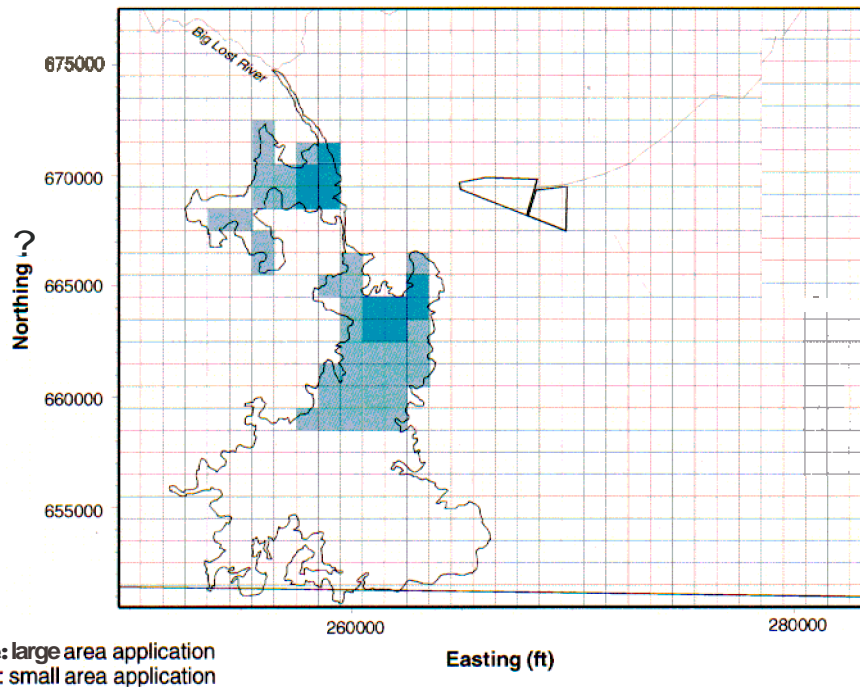 Big Lost River
675000
670000
665000
660000
655000
Northing ?
260000
280000
Easting (ft)
: large area application
: small area application